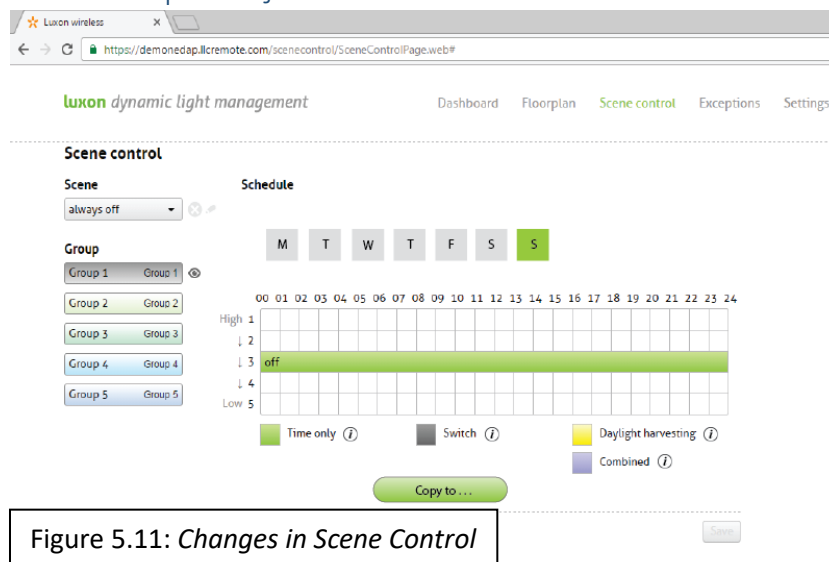 Luxon wireless
https://demonedap.llcremote.com/scenecontrol/SceneControlPage.web#
luxon dynamic light management
Dashboard Floorplan Scene control Exceptions Settings
Scene control
Scene Schedule
always off
M T W T F S S
Group
Group 1 Group 1
Group 2 Group 2
Group 3 Group 3
Group 4 Group 4
Group 5 Group 5
00 01 02 03 04 05 06 07 08 09 10 11 12 13 14 15 16 17 18 19 20 21 22 23 24
High 1
↓ 2
↓ 3 off
↓ 4
Low 5
Time only i Switch i Daylight harvesting i
Combined i
Copy to ...
Save
Figure 5.11: Changes in Scene Control